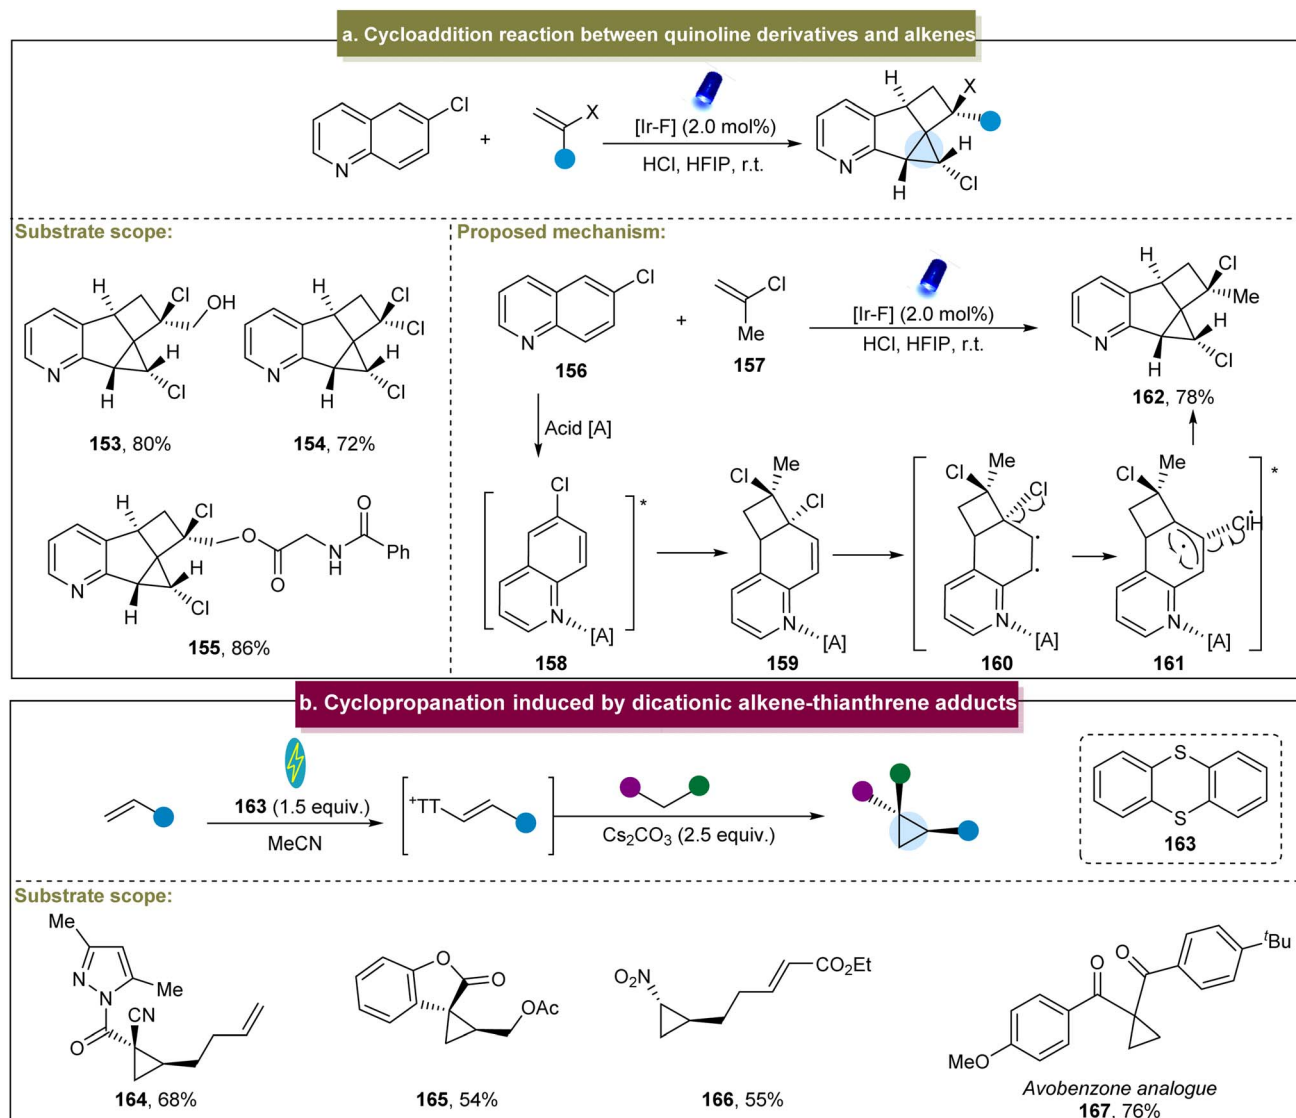 a. Cycloaddition reaction between quinoline derivatives and alkenes
Cl
N
+
X
[Ir-F] (2.0 mol%)
HCl, HFIP, r.t.
H
X
H
N
H
Cl
Substrate scope:
H
Cl
OH
H
N
H
Cl
153, 80%
H
Cl
Cl
H
N
H
Cl
154, 72%
H
Cl
O
O
N
H
O
Ph
H
N
H
Cl
155, 86%
Proposed mechanism:
Cl
N
156
+
Cl
Me
157
[Ir-F] (2.0 mol%)
HCl, HFIP, r.t.
H
Cl
Me
H
N
H
Cl
162, 78%
Acid [A]
Cl
N
[A]
*
158
Me
Cl
Cl
N
[A]
159
Me
Cl
Cl
N
[A]
160
Me
Cl
ClH
N
[A]
*
161
b. Cyclopropanation induced by dicationic alkene-thianthrene adducts
163 (1.5 equiv.)
MeCN
+TT
Cs2CO3 (2.5 equiv.)
S
S
163
Substrate scope:
Me
N
N
Me
O
CN
164, 68%
O
O
OAc
165, 54%
O2N
CO2Et
166, 55%
O
O
tBu
MeO
Avobenzone analogue
167, 76%